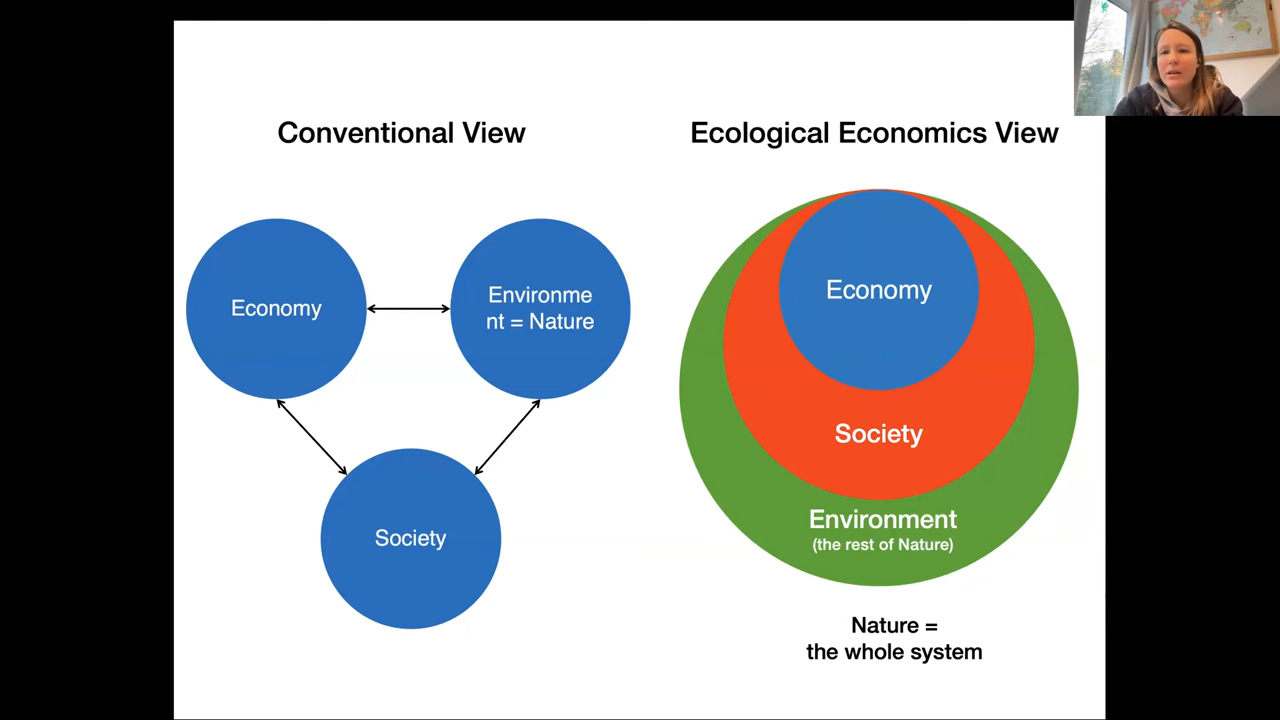 Conventional View
Economy
Environme
nt = Nature
Society
Ecological Economics View
Economy
Society
Environment
(the rest of Nature)
Nature =
the whole system